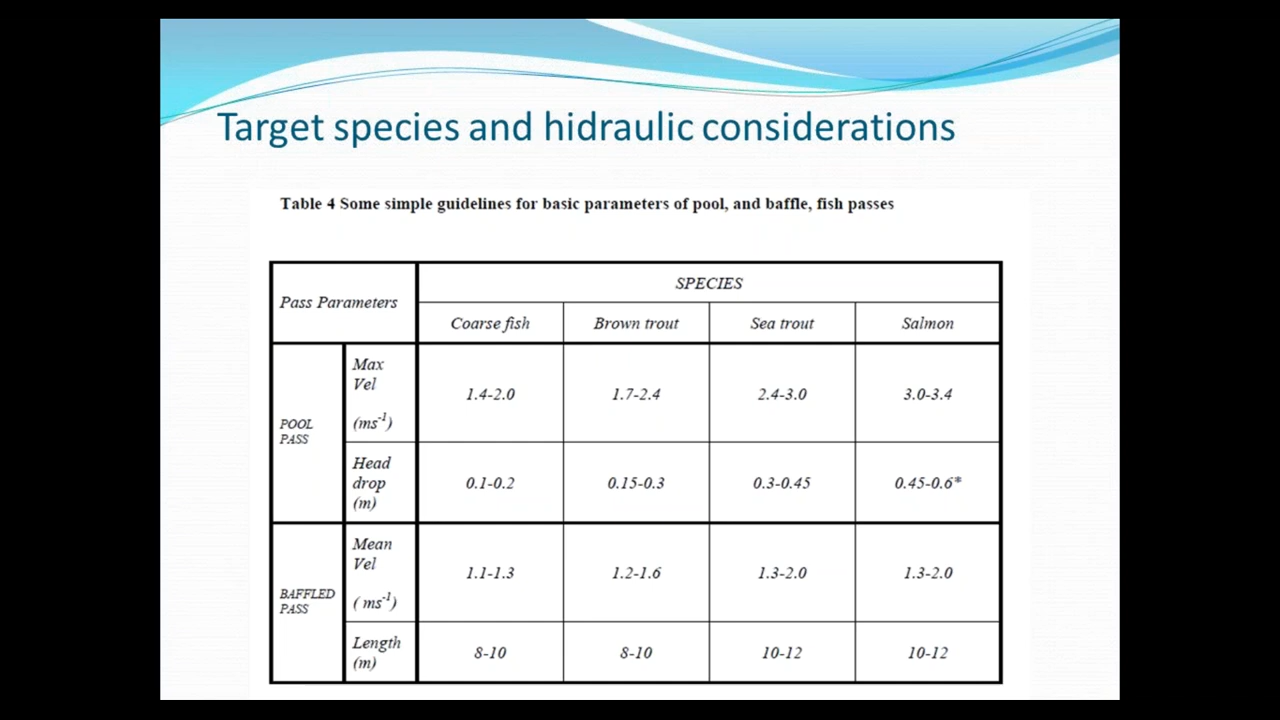 Target species and hidraulic considerations
Table 4 Some simple guidelines for basic parameters of pool, and baffle, fish passes
Pass Parameters
SPECIES
Coarse fish
Brown trout
Sea trout
Salmon
POOL
PASS
Max
Vel
(ms⁻¹)
1.4-2.0
1.7-2.4
2.4-3.0
3.0-3.4
Head
drop
(m)
0.1-0.2
0.15-0.3
0.3-0.45
0.45-0.6*
BAFFLED
PASS
Mean
Vel
( ms⁻¹)
1.1-1.3
1.2-1.6
1.3-2.0
1.3-2.0
Length
(m)
8-10
8-10
10-12
10-12